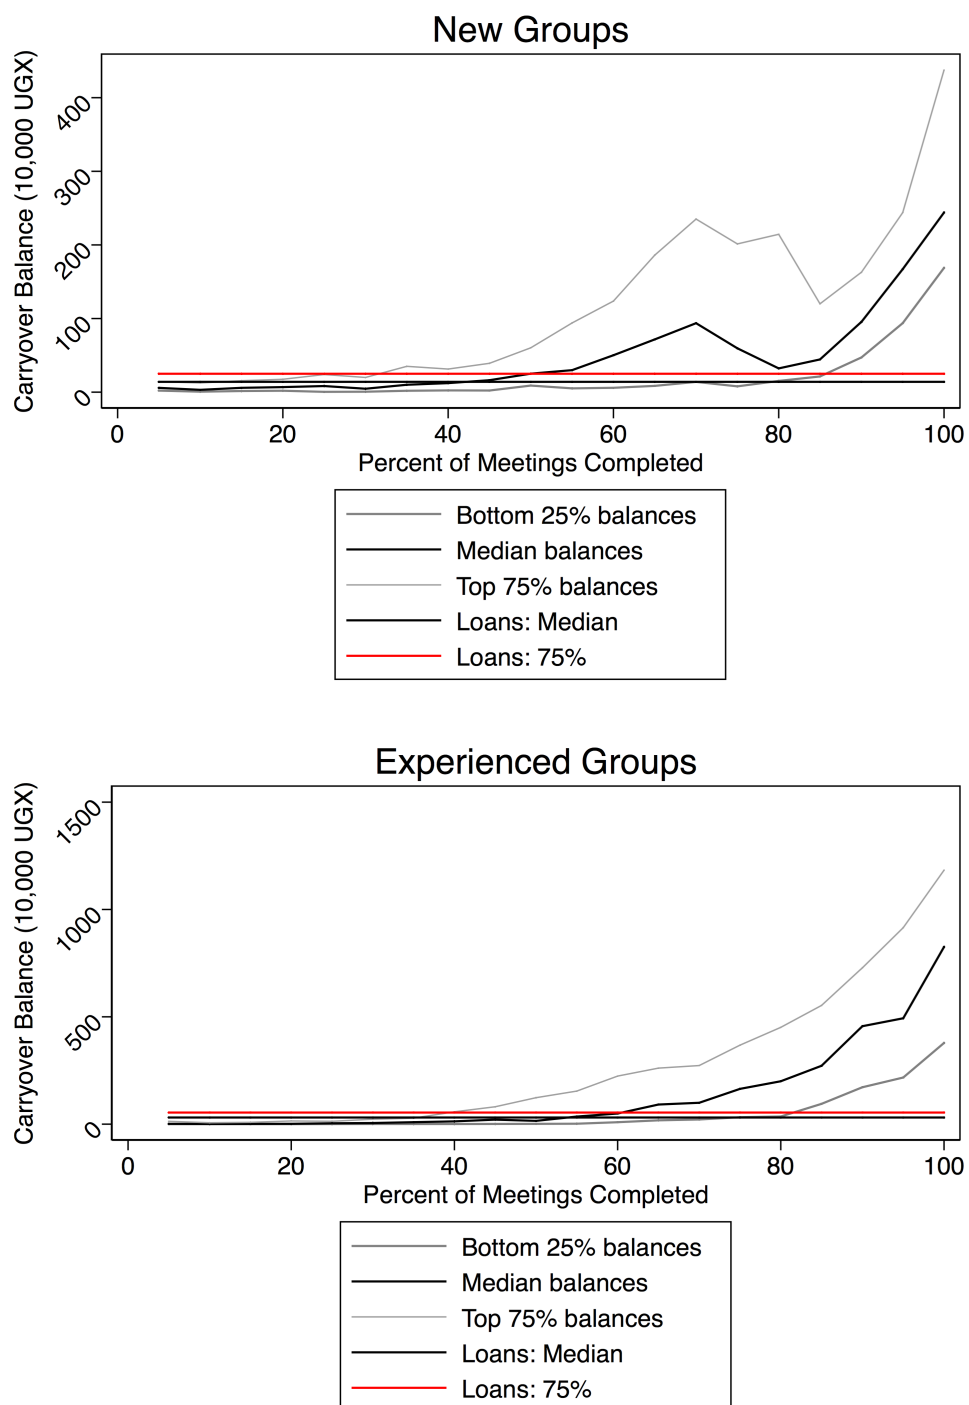 New Groups
Carryover Balance (10,000 UGX)
400
300
200
100
0
0 20 40 60 80 100
Percent of Meetings Completed
Bottom 25% balances
Median balances
Top 75% balances
Loans: Median
Loans: 75%
Experienced Groups
Carryover Balance (10,000 UGX)
1500
1000
500
0
0 20 40 60 80 100
Percent of Meetings Completed
Bottom 25% balances
Median balances
Top 75% balances
Loans: Median
Loans: 75%